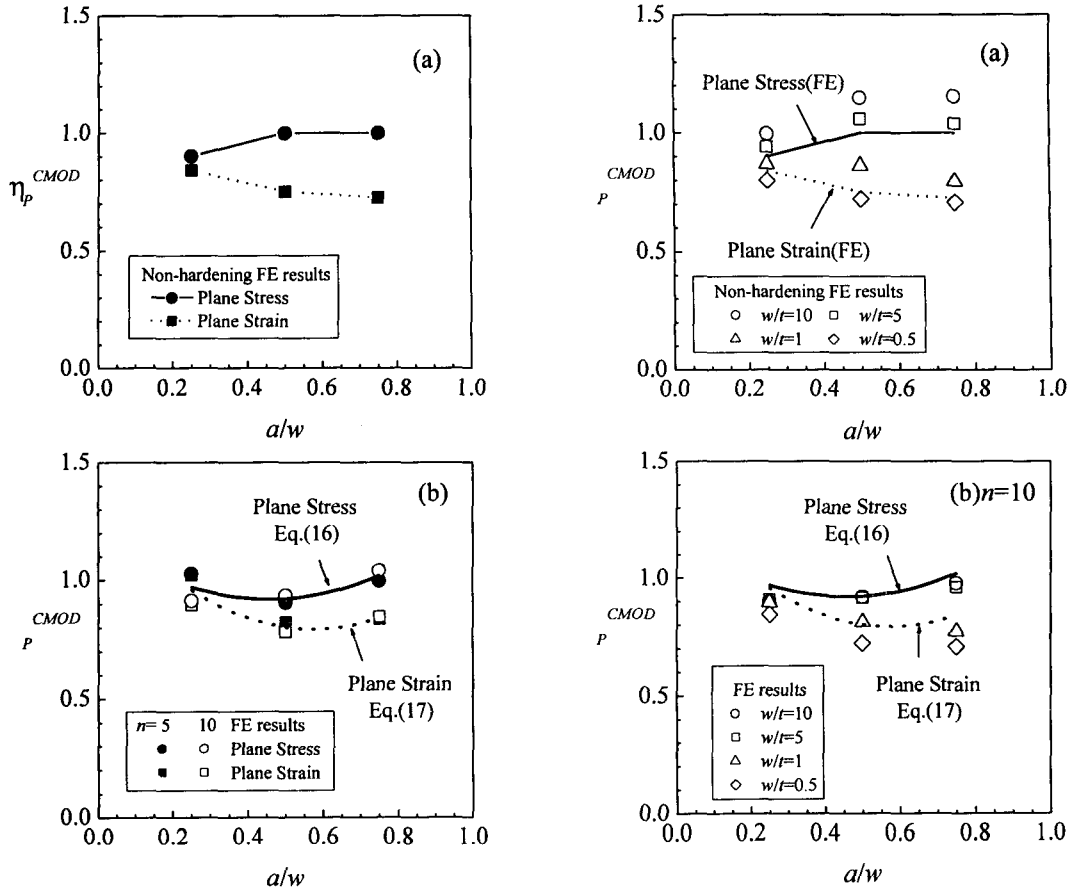 1.5
(a)
1.0
η_P^CMOD
0.5
Non-hardening FE results
Plane Stress
Plane Strain
0.0
0.0 0.2 0.4 0.6 0.8 1.0
a/w
1.5
(a)
Plane Stress(FE)
1.0
P^CMOD
0.5
Plane Strain(FE)
Non-hardening FE results
w/t=10 w/t=5
w/t=1 w/t=0.5
0.0
0.0 0.2 0.4 0.6 0.8 1.0
a/w
1.5
(b)
Plane Stress
Eq.(16)
1.0
P^CMOD
0.5
Plane Strain
Eq.(17)
n= 5 10 FE results
Plane Stress
Plane Strain
0.0
0.0 0.2 0.4 0.6 0.8 1.0
a/w
1.5
(b)n=10
Plane Stress
Eq.(16)
1.0
P^CMOD
0.5
Plane Strain
Eq.(17)
FE results
w/t=10
w/t=5
w/t=1
w/t=0.5
0.0
0.0 0.2 0.4 0.6 0.8 1.0
a/w